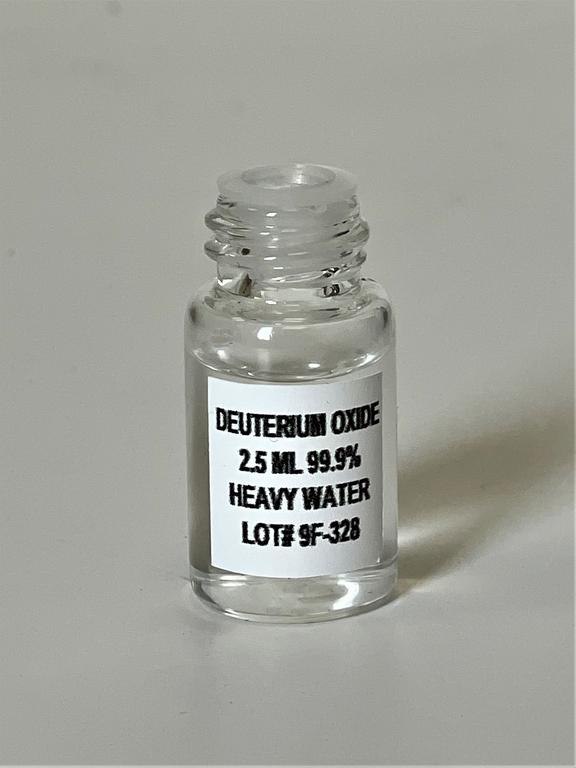 DEUTERIUM OXIDE
2.5 ML 99.9%
HEAVY WATER
LOT# 9F-328